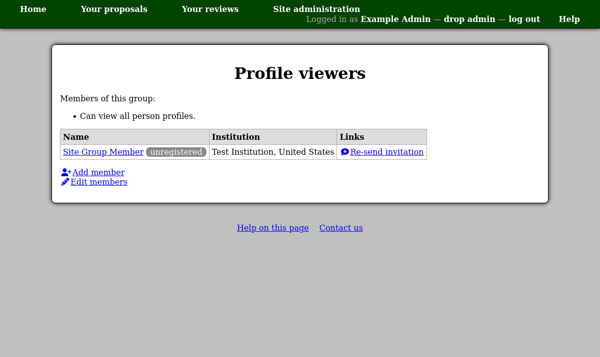 Home Your proposals Your reviews Site administration
Logged in as Example Admin — drop admin — log out Help
Profile viewers
Members of this group:
• Can view all person profiles.
Name Institution Links
Site Group Member unregistered Test Institution, United States Re-send invitation
Add member
Edit members
Help on this page Contact us